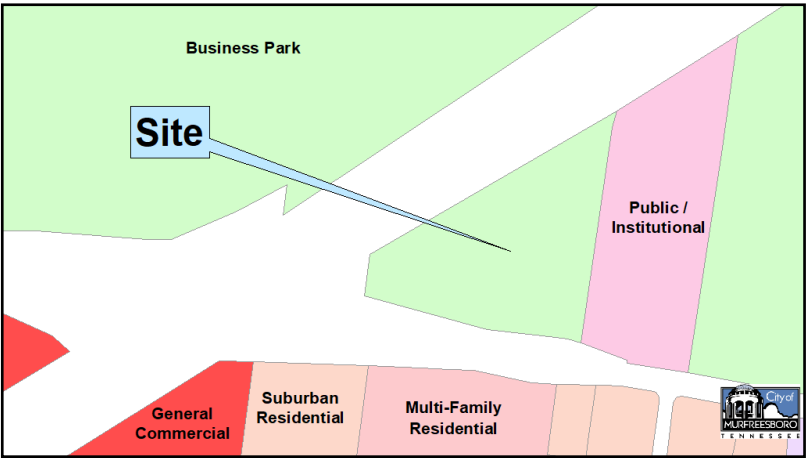 Business Park
Site
Public /
Institutional
General
Commercial
Suburban
Residential
Multi-Family
Residential
City of
MURFREESBORO
TENNESSEE